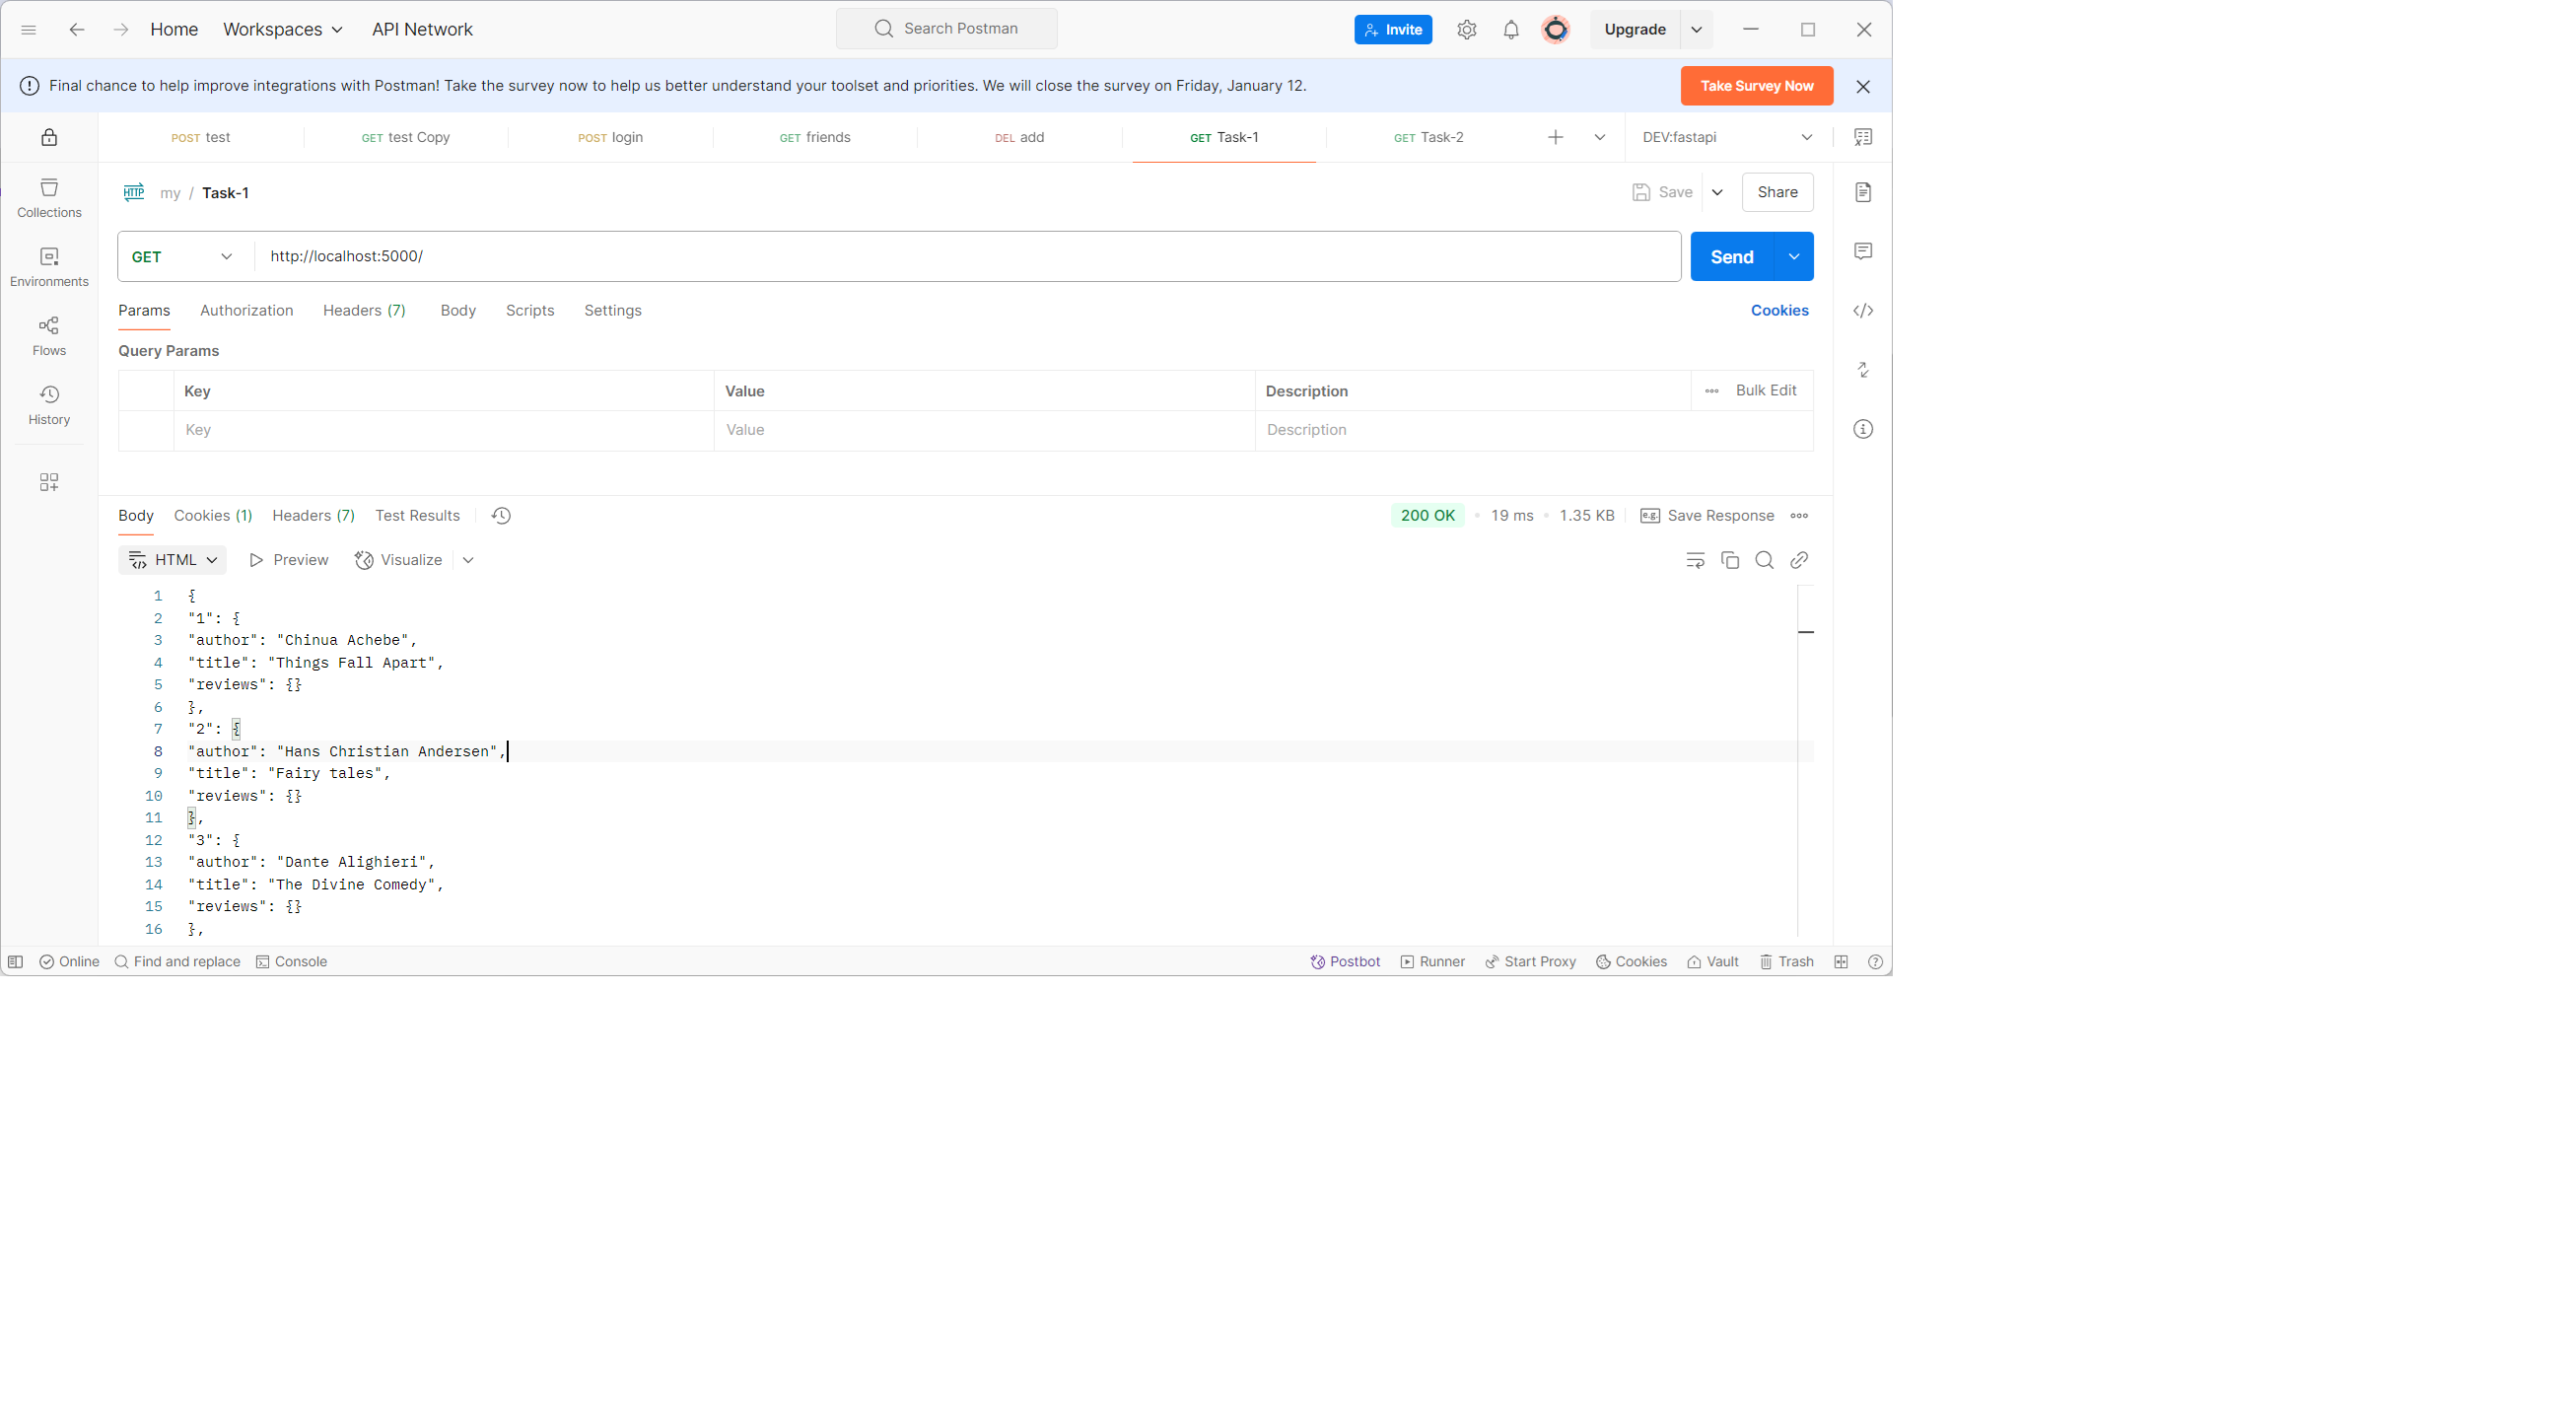 Home Workspaces API Network Search Postman Invite Upgrade
Final chance to help improve integrations with Postman! Take the survey now to help us better understand your toolset and priorities. We will close the survey on Friday, January 12. Take Survey Now
POST test GET test Copy POST login GET friends DEL add GET Task-1 GET Task-2 DEV:fastapi
Collections
Environments
Flows
History
HTTP my / Task-1 Save Share
GET http://localhost:5000/ Send
Params Authorization Headers (7) Body Scripts Settings Cookies
Query Params
Key Value Description Bulk Edit
Key Value Description
Body Cookies (1) Headers (7) Test Results 200 OK 19 ms 1.35 KB e.g. Save Response
HTML Preview Visualize
1 {
2 "1": {
3 "author": "Chinua Achebe",
4 "title": "Things Fall Apart",
5 "reviews": {}
6 },
7 "2": {
8 "author": "Hans Christian Andersen",
9 "title": "Fairy tales",
10 "reviews": {}
11 },
12 "3": {
13 "author": "Dante Alighieri",
14 "title": "The Divine Comedy",
15 "reviews": {}
16 },
Online Find and replace Console Postbot Runner Start Proxy Cookies Vault Trash